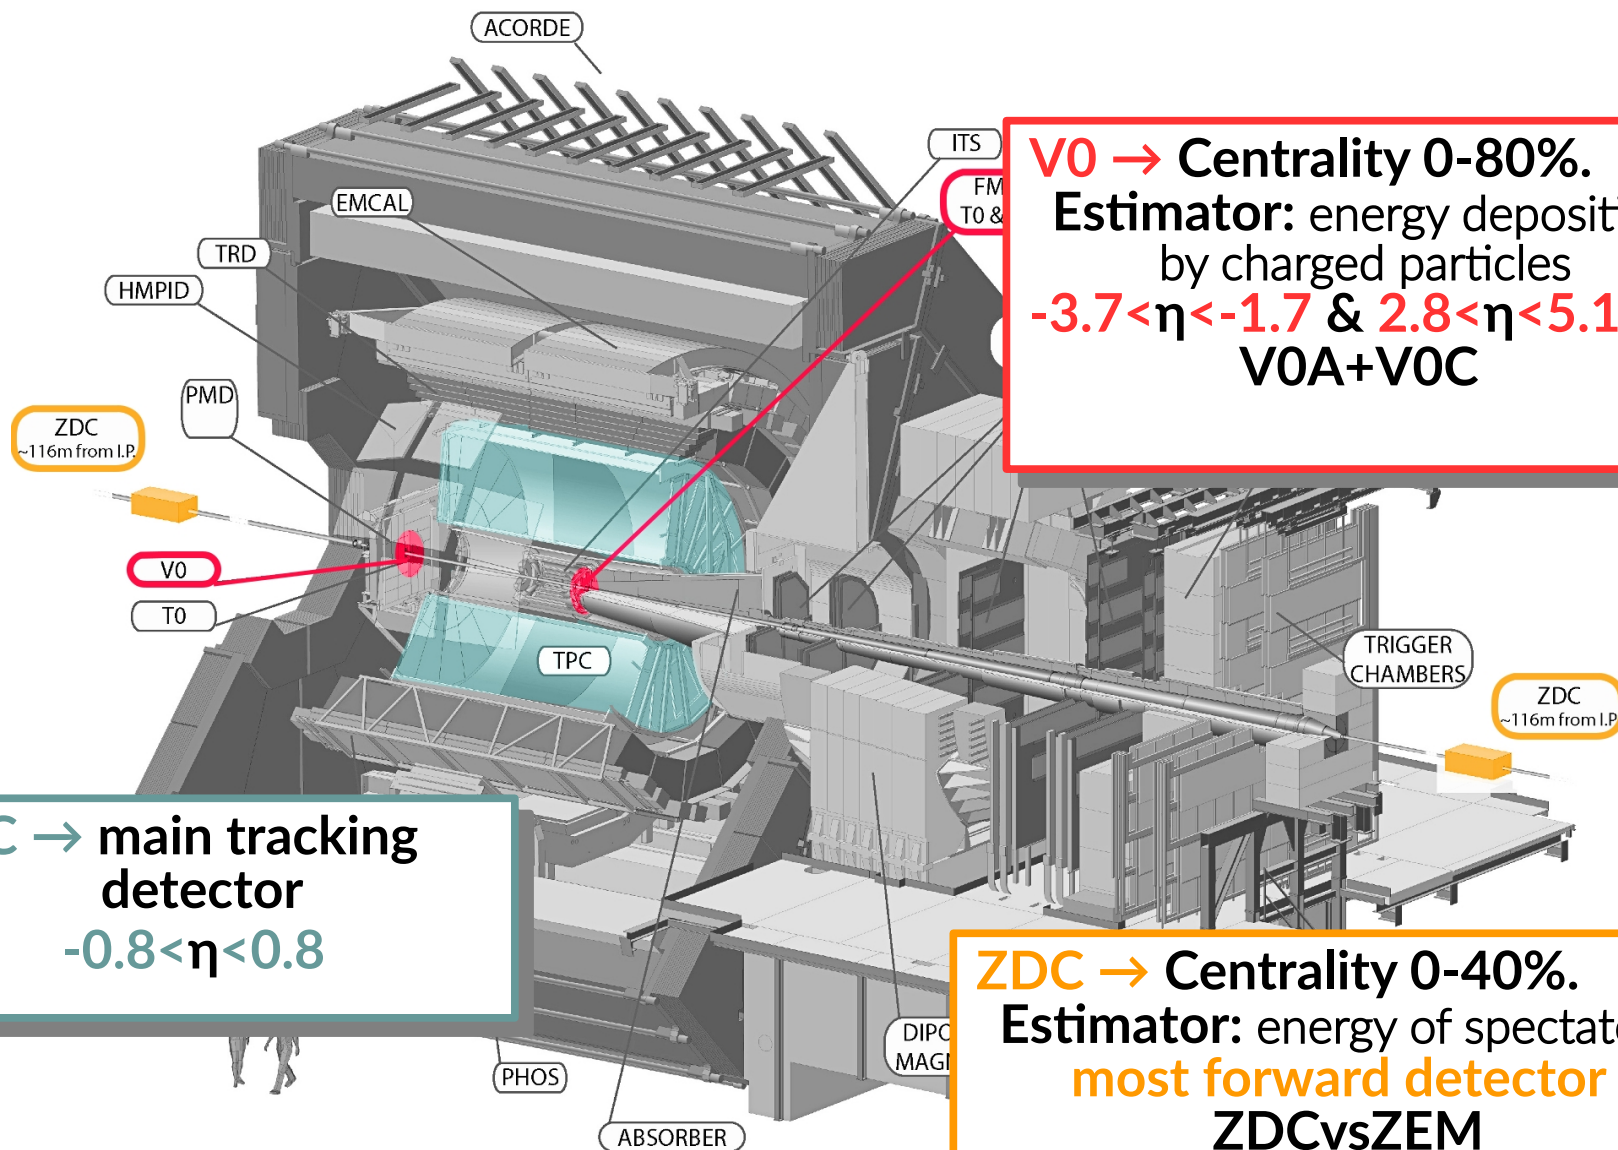 ACORDE
ITS
FM
T0 &
EMCAL
TRD
HMPID
PMD
ZDC
~116m from I.P.
V0
T0
TPC
TRIGGER
CHAMBERS
ZDC
~116m from I.P
V0 → Centrality 0-80%.
Estimator: energy depositi
by charged particles
-3.7<η<-1.7 & 2.8<η<5.1
V0A+V0C
C → main tracking
detector
-0.8<η<0.8
DIPO
MAGN
PHOS
ABSORBER
ZDC → Centrality 0-40%.
Estimator: energy of spectato
most forward detector
ZDCvsZEM